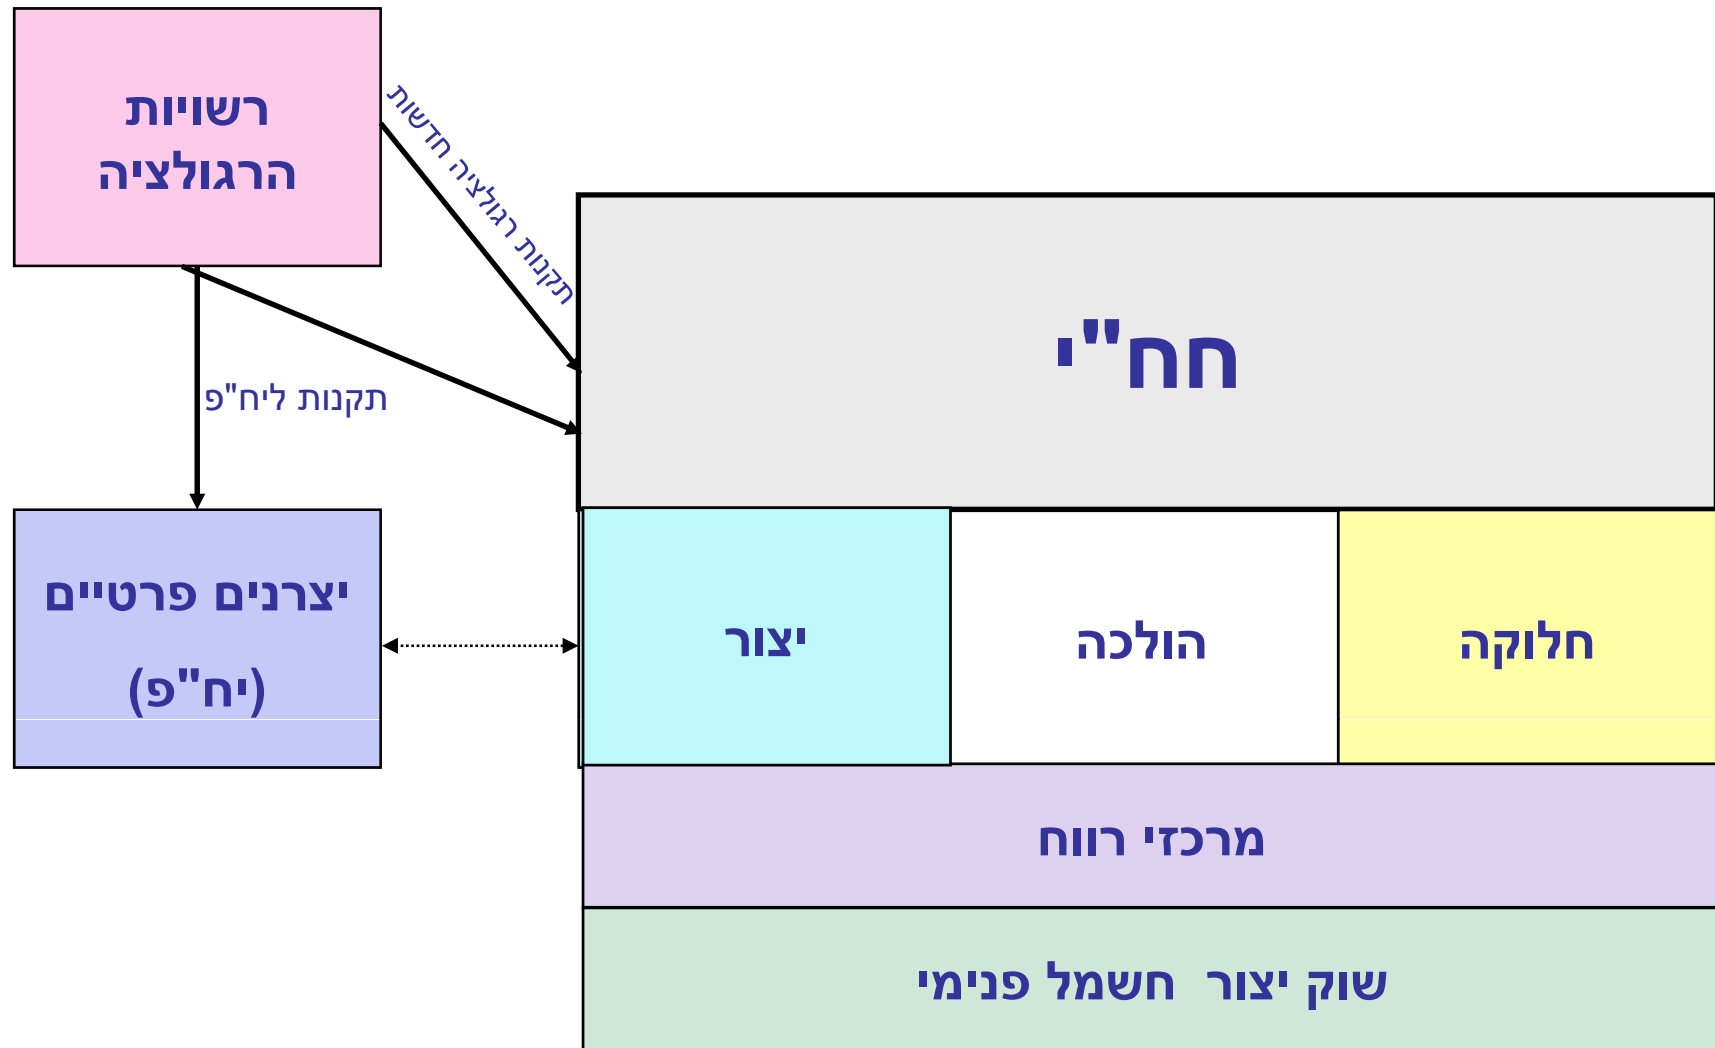 רשויות
הרגולציה
תקנות רגולציה חדשות
חח"י
תקנות ליח"פ
יצרנים פרטיים
(יח"פ)
יצור
הולכה
חלוקה
מרכזי רווח
שוק יצור חשמל פנימי